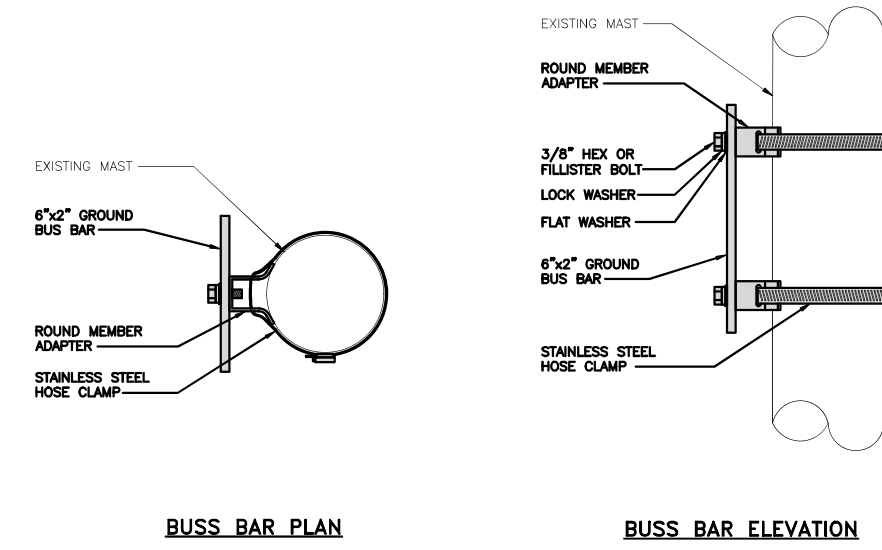 EXISTING MAST
6"x2" GROUND
BUS BAR
ROUND MEMBER
ADAPTER
STAINLESS STEEL
HOSE CLAMP
BUSS BAR PLAN
EXISTING MAST
ROUND MEMBER
ADAPTER
3/8" HEX OR
FILLISTER BOLT
LOCK WASHER
FLAT WASHER
6"x2" GROUND
BUS BAR
STAINLESS STEEL
HOSE CLAMP
BUSS BAR ELEVATION